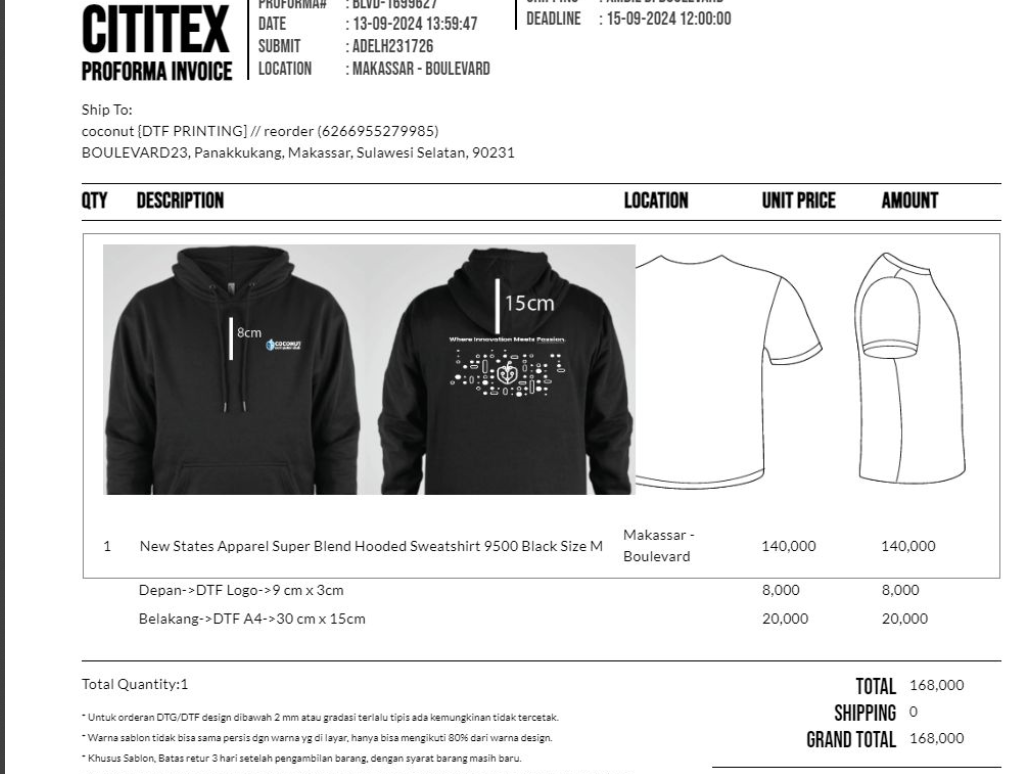 CITITEX
PROFORMA INVOICE
PROFORMA# : BLVD-1699627
DATE : 13-09-2024 13:59:47
SUBMIT : ADELH231726
LOCATION : MAKASSAR - BOULEVARD
DEADLINE : 15-09-2024 12:00:00
Ship To:
coconut [DTF PRINTING] // reorder (6266955279985)
BOULEVARD23, Panakkukang, Makassar, Sulawesi Selatan, 90231
QTY DESCRIPTION LOCATION UNIT PRICE AMOUNT
8cm
COCONUT
15cm
Where Innovation Meets Passion.
1 New States Apparel Super Blend Hooded Sweatshirt 9500 Black Size M Makassar - Boulevard 140,000 140,000
Depan->DTF Logo->9 cm x 3cm 8,000 8,000
Belakang->DTF A4->30 cm x 15cm 20,000 20,000
Total Quantity:1
TOTAL 168,000
SHIPPING 0
GRAND TOTAL 168,000
* Untuk orderan DTG/DTF design dibawah 2 mm atau gradasi terlalu tipis ada kemungkinan tidak tercetak.
* Warna sablon tidak bisa sama persis dgn warna yg di layar, hanya bisa mengikuti 80% dari warna design.
* Khusus Sablon, Batas retur 3 hari setelah pengambilan barang, dengan syarat barang masih baru.